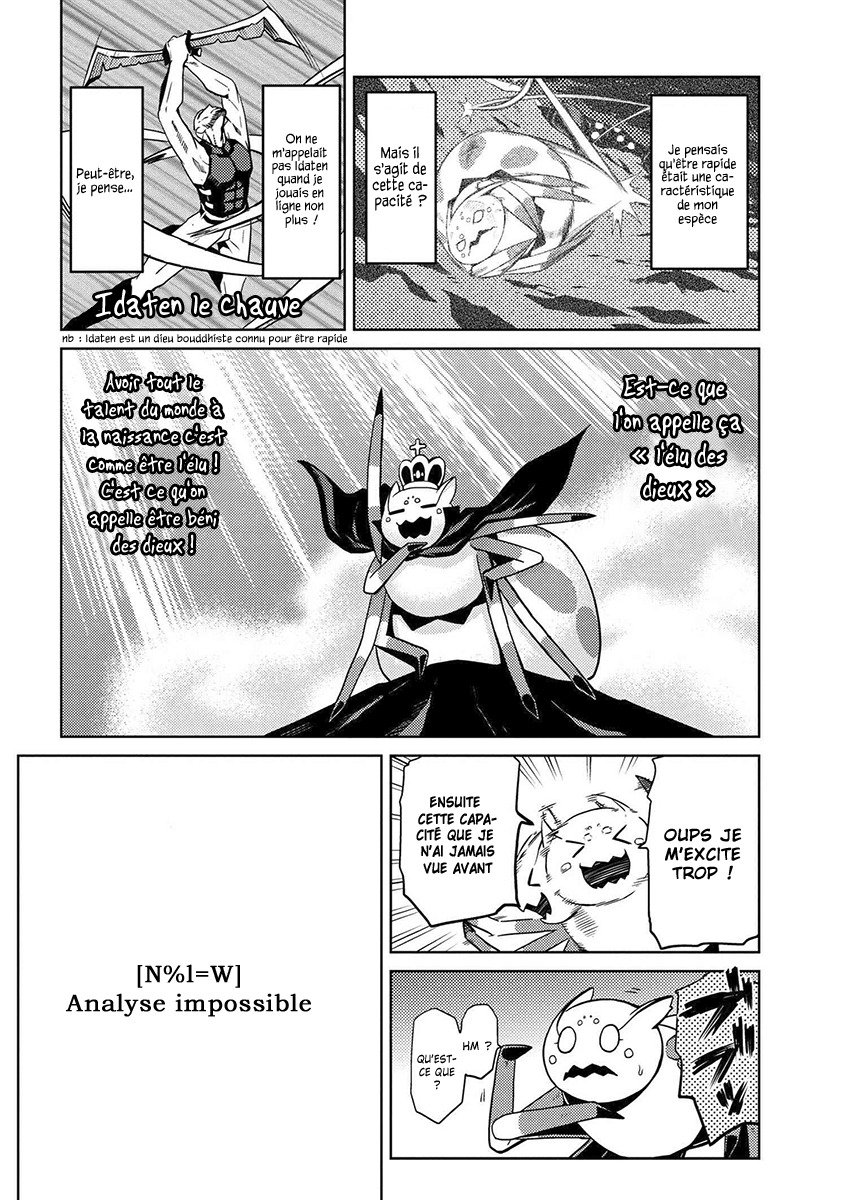 Je pensais
qu'être rapide
était une ca-
ractéristique
de mon
espèce
Mais il
s'agit de
cette ca-
pacité ?
On ne
m'appelait
pas Idaten
quand je
jouais en
ligne non
plus !
Peut-être,
je pense...
Idaten le chauve
nb : Idaten est un dieu bouddhiste connu pour être rapide
Est-ce que
l'on appelle ça
« l'élu des
dieux »
Avoir tout le
talent du monde à
la naissance c'est
comme être l'élu !
C'est ce qu'on
appelle être béni
des dieux !
OUPS JE
M'EXCITE
TROP !
ENSUITE
CETTE CAPA-
CITÉ QUE JE
N'AI JAMAIS
VUE AVANT
HM ?
QU'EST-
CE QUE
?
[N%1=W]
Analyse impossible